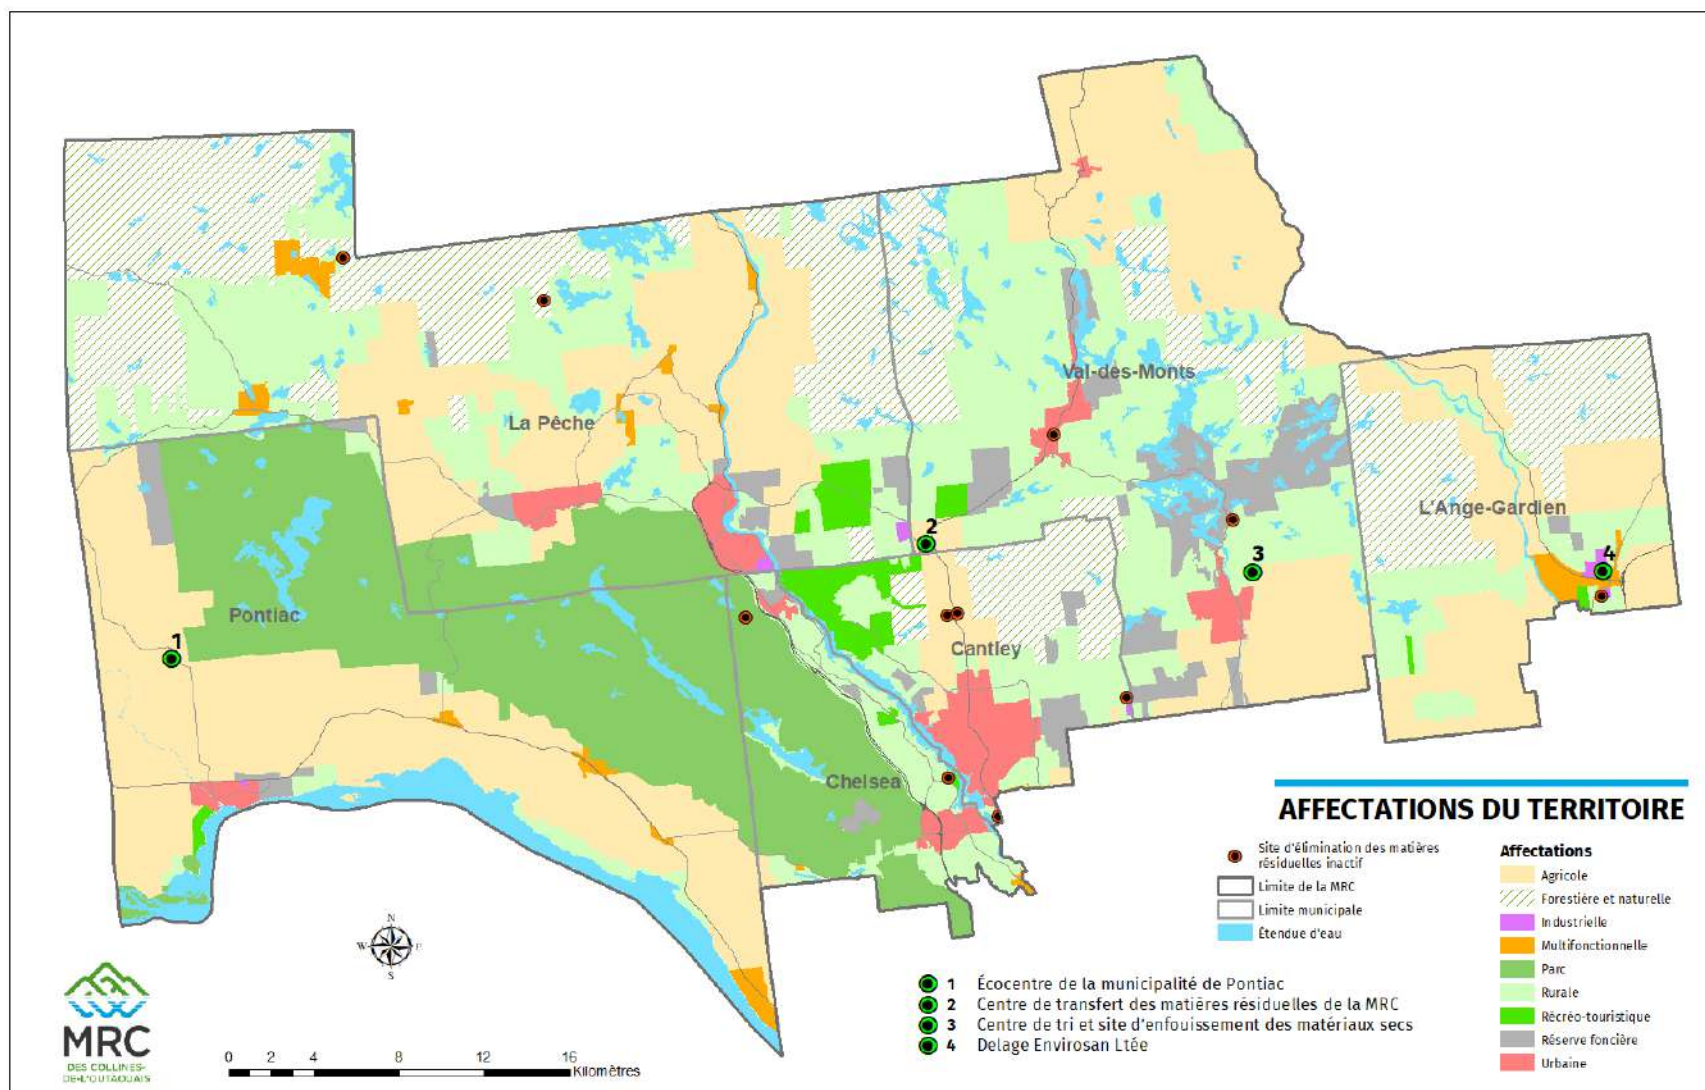 Val-des-Monts
La Pêche
L'Ange-Gardien
2
3
4
Pontiac
1
Cantley
Chelsea
AFFECTATIONS DU TERRITOIRE
Site d'élimination des matières
résiduelles inactif
Limite de la MRC
Limite municipale
Étendue d'eau
Affectations
Agricole
Forestière et naturelle
Industrielle
Multifonctionnelle
Parc
Rurale
Récréo-touristique
Réserve foncière
Urbaine
N
W E
S
1 Écocentre de la municipalité de Pontiac
2 Centre de transfert des matières résiduelles de la MRC
3 Centre de tri et site d'enfouissement des matériaux secs
4 Delage Envirosan Ltée
MRC
DES COLLINES-
DE-L'OUTAOUAIS
0 2 4 8 12 16
Kilomètres